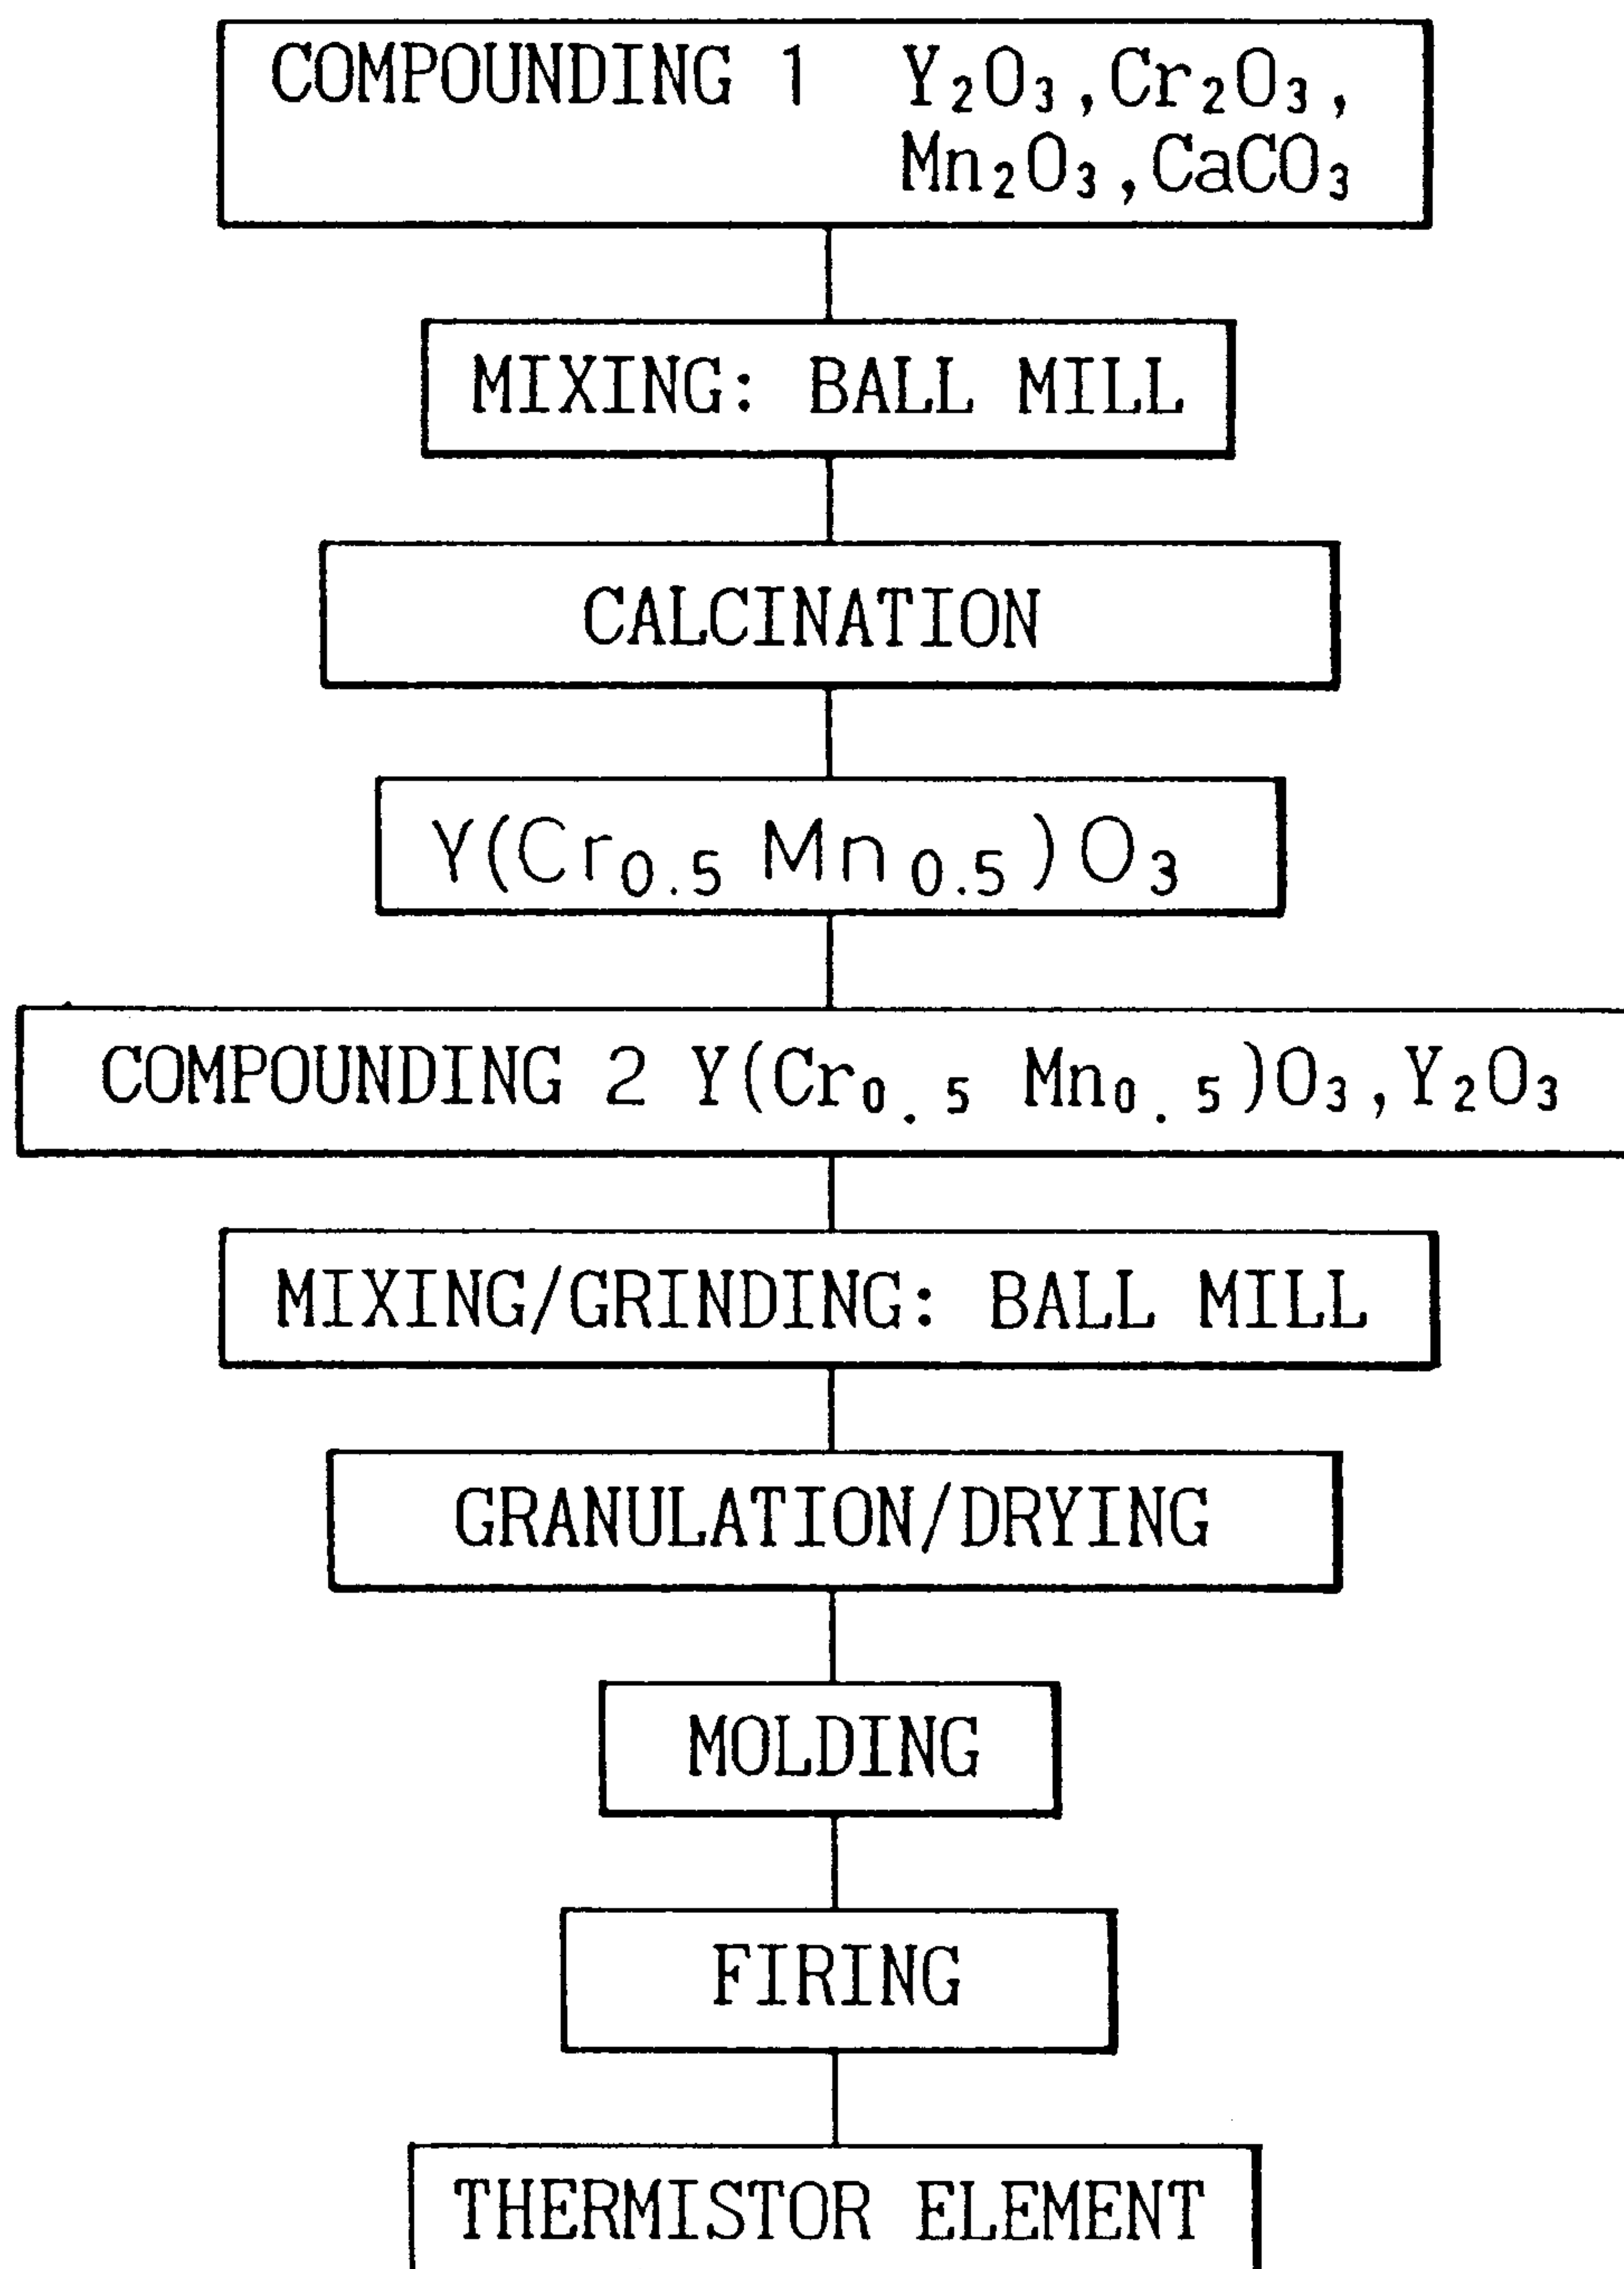 COMPOUNDING 1 Y₂O₃,Cr₂O₃,
Mn₂O₃,CaCO₃
MIXING: BALL MILL
CALCINATION
Y(Cr₀.₅ Mn₀.₅)O₃
COMPOUNDING 2 Y(Cr₀.₅ Mn₀.₅)O₃,Y₂O₃
MIXING/GRINDING: BALL MILL
GRANULATION/DRYING
MOLDING
FIRING
THERMISTOR ELEMENT